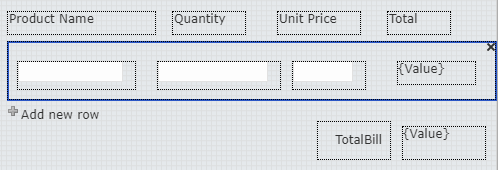 Product Name Quantity Unit Price Total
{Value}
Add new row
TotalBill {Value}